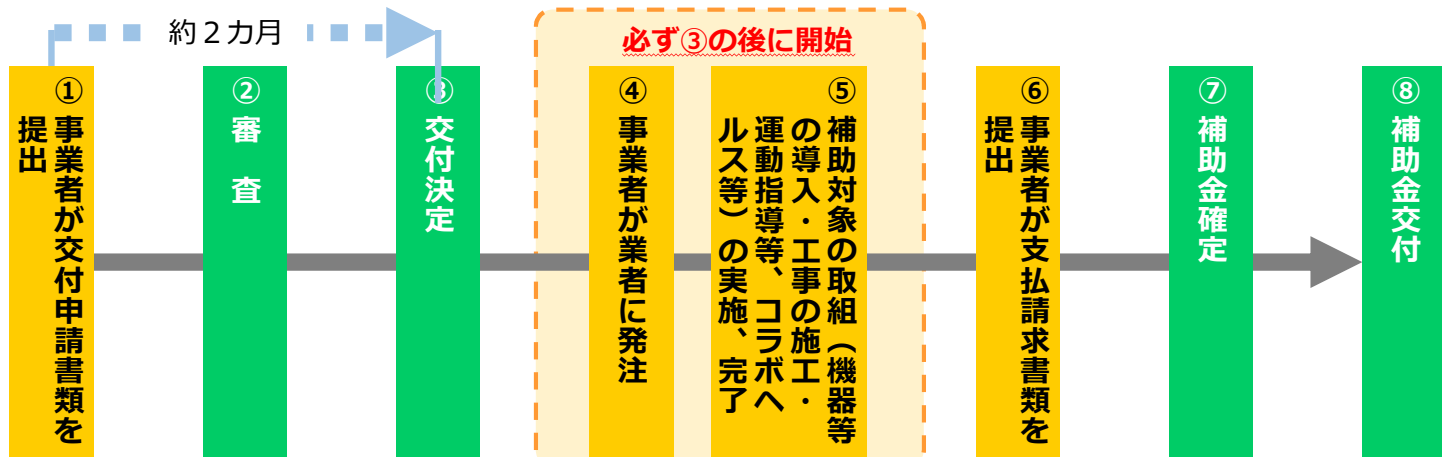 約２カ月
必ず③の後に開始
①
事業者が交付申請書類を
提出
②
審　査
③
交付決定
④
事業者が業者に発注
⑤
補助対象の取組（機器等
の導入・工事の施工・
運動指導等、コラボヘ
ルス等）の実施、完了
⑥
事業者が支払請求書類を
提出
⑦
補助金確定
⑧
補助金交付